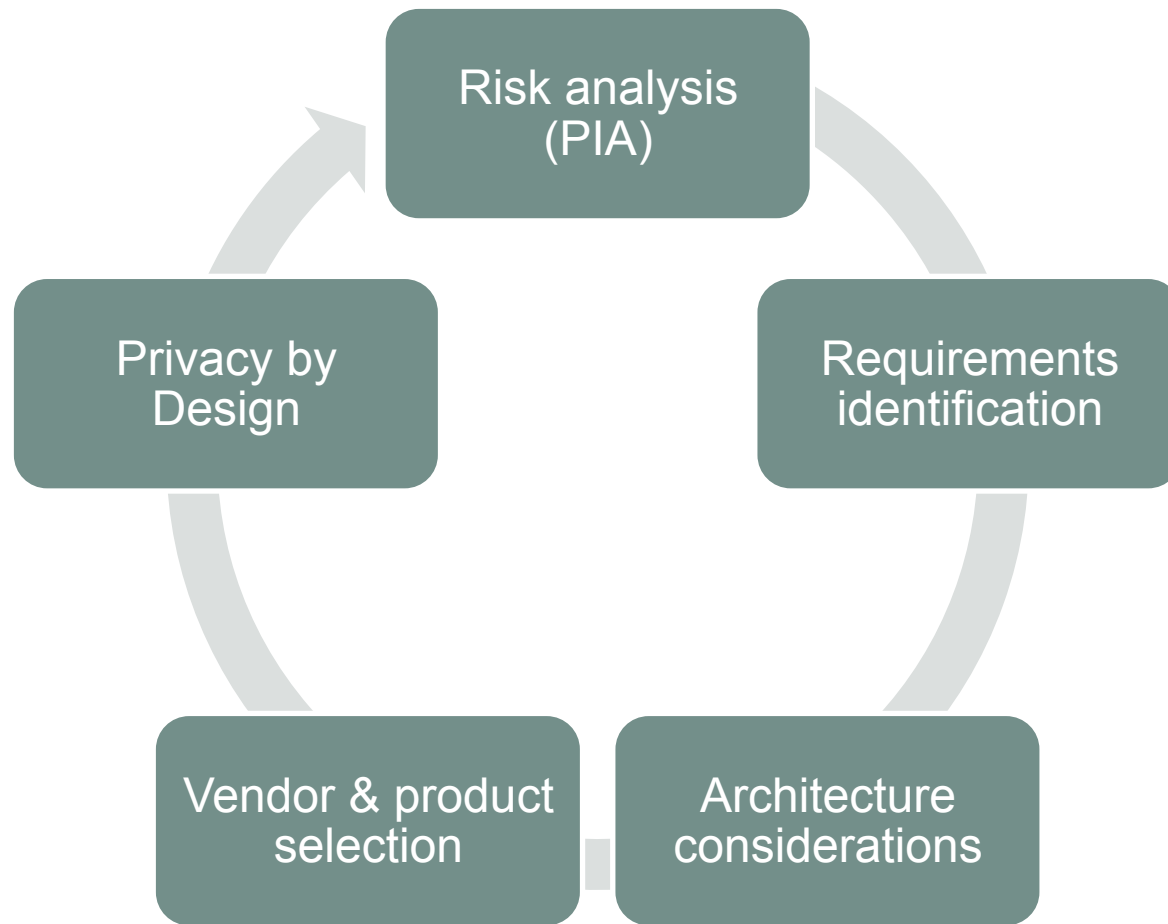 Risk analysis
(PIA)
Requirements
identification
Architecture
considerations
Vendor & product
selection
Privacy by
Design